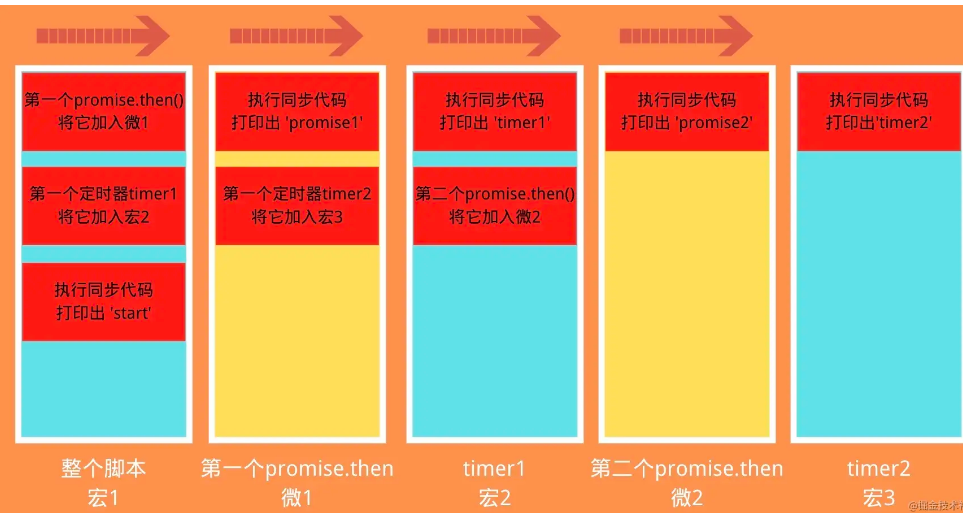 第一个promise.then()
将它加入微1
第一个定时器timer1
将它加入宏2
执行同步代码
打印出 'start'
整个脚本
宏1
执行同步代码
打印出 'promise1'
第一个定时器timer2
将它加入宏3
第一个promise.then
微1
执行同步代码
打印出 'timer1'
第二个promise.then()
将它加入微2
timer1
宏2
执行同步代码
打印出 'promise2'
第二个promise.then
微2
执行同步代码
打印出'timer2'
timer2
宏3
@掘金技术社